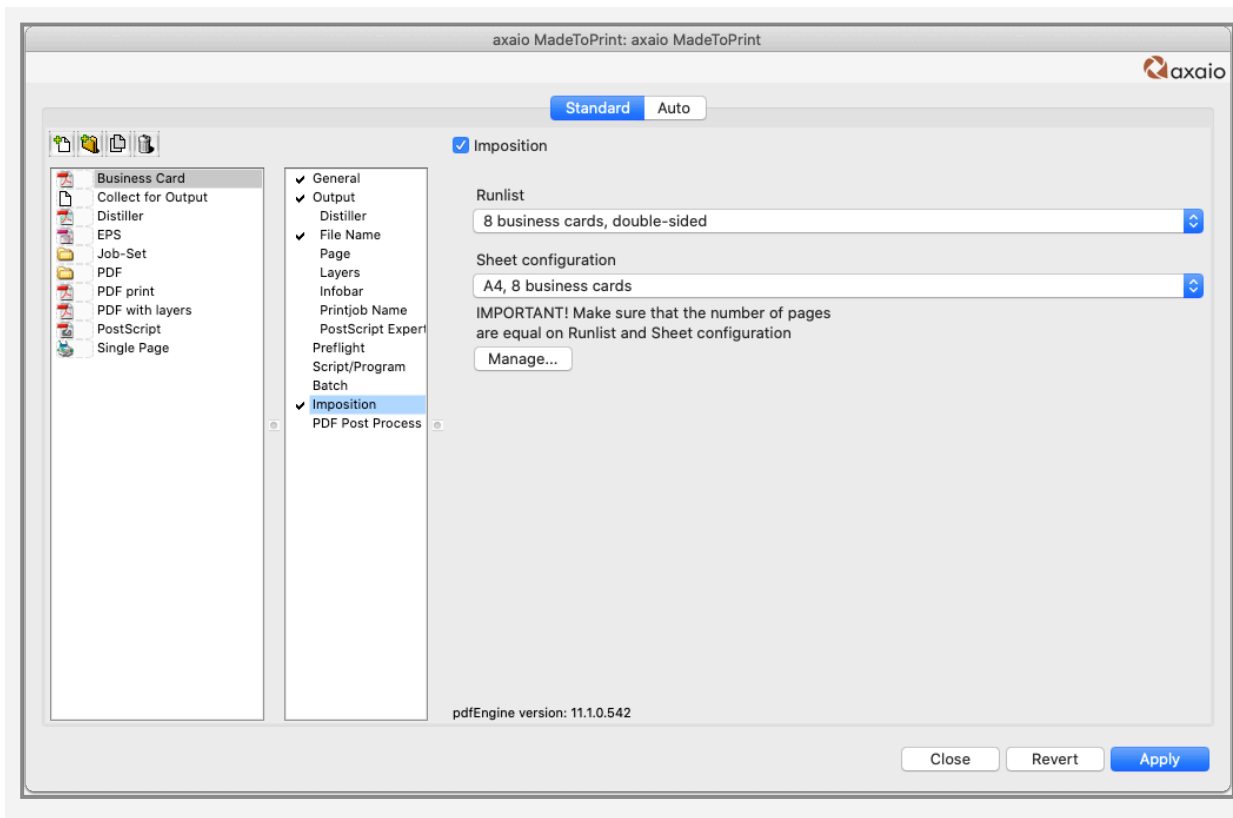 axaio MadeToPrint: axaio MadeToPrint
axaio
Standard Auto
Business Card
Collect for Output
Distiller
EPS
Job-Set
PDF
PDF print
PDF with layers
PostScript
Single Page
General
Output
Distiller
File Name
Page
Layers
Infobar
Printjob Name
PostScript Expert
Preflight
Script/Program
Batch
Imposition
PDF Post Process
Imposition
Runlist
8 business cards, double-sided
Sheet configuration
A4, 8 business cards
IMPORTANT! Make sure that the number of pages
are equal on Runlist and Sheet configuration
Manage...
pdfEngine version: 11.1.0.542
Close Revert Apply